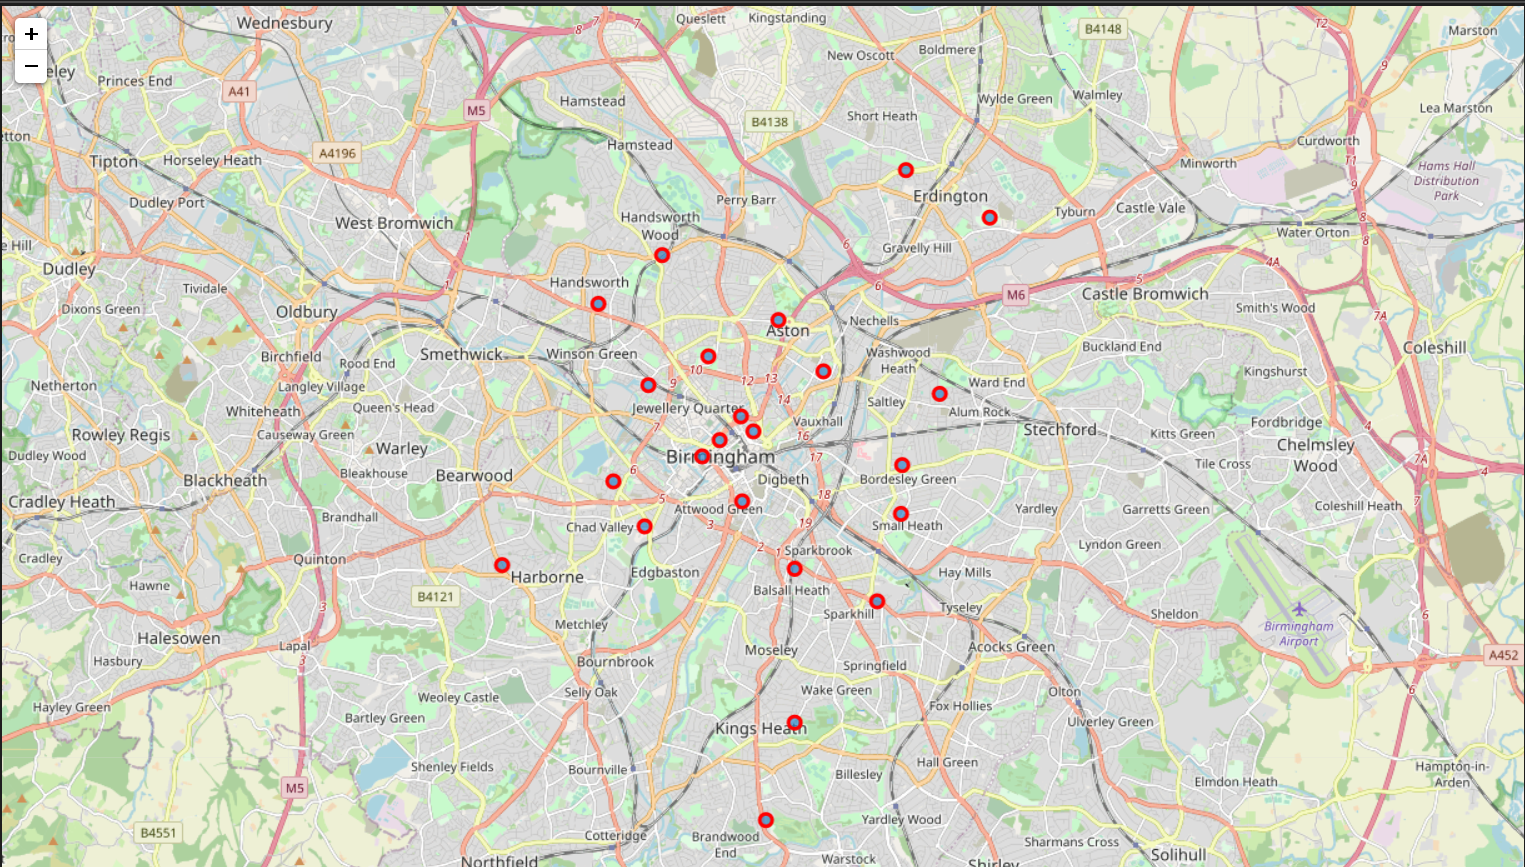 +
−
Wednesbury
Queslett
Kingstanding
B4148
Marston
New Oscott
Boldmere
Princes End
A41
M5
Hamstead
Wylde Green
Walmley
Lea Marston
B4138
Short Heath
Curdworth
Tipton
Horseley Heath
A4196
Hamstead
Minworth
Hams Hall
Distribution
Park
Dudley Port
West Bromwich
Handsworth
Wood
Perry Barr
Erdington
Tyburn
Castle Vale
Water Orton
Gravelly Hill
Dudley
Tividale
Handsworth
M6
Castle Bromwich
Smith's Wood
Dixons Green
Oldbury
Aston
Nechells
Birchfield
Rood End
Smethwick
Winson Green
Washwood
Heath
Buckland End
Coleshill
Netherton
Langley Village
Kingshurst
Ward End
Whiteheath
Queen's Head
Jewellery Quarter
Saltley
Alum Rock
Rowley Regis
Causeway Green
Vauxhall
Stechford
Kitts Green
Fordbridge
Dudley Wood
Warley
Birmingham
Chelmsley
Wood
Tile Cross
Blackheath
Bleakhouse
Bearwood
Digbeth
Bordesley Green
Cradley Heath
Brandhall
Attwood Green
Yardley
Garretts Green
Coleshill Heath
Chad Valley
Small Heath
Cradley
Quinton
Sparkbrook
Lyndon Green
Hawne
B4121
Harborne
Edgbaston
Balsall Heath
Hay Mills
Sparkhill
Tyseley
Sheldon
Birmingham
Airport
Halesowen
Lapal
Metchley
Hasbury
Bournbrook
Moseley
Springfield
Acocks Green
A452
Hayley Green
Weoley Castle
Selly Oak
Wake Green
Fox Hollies
Olton
Bartley Green
Kings Heath
Ulverley Green
Shenley Fields
Bournville
Billesley
Hall Green
Elmdon Heath
Hampton-in-
Arden
M5
B4551
Cotteridge
Brandwood
End
Yardley Wood
Sharmans Cross
Northfield
Warstock
Shirley
Solihull